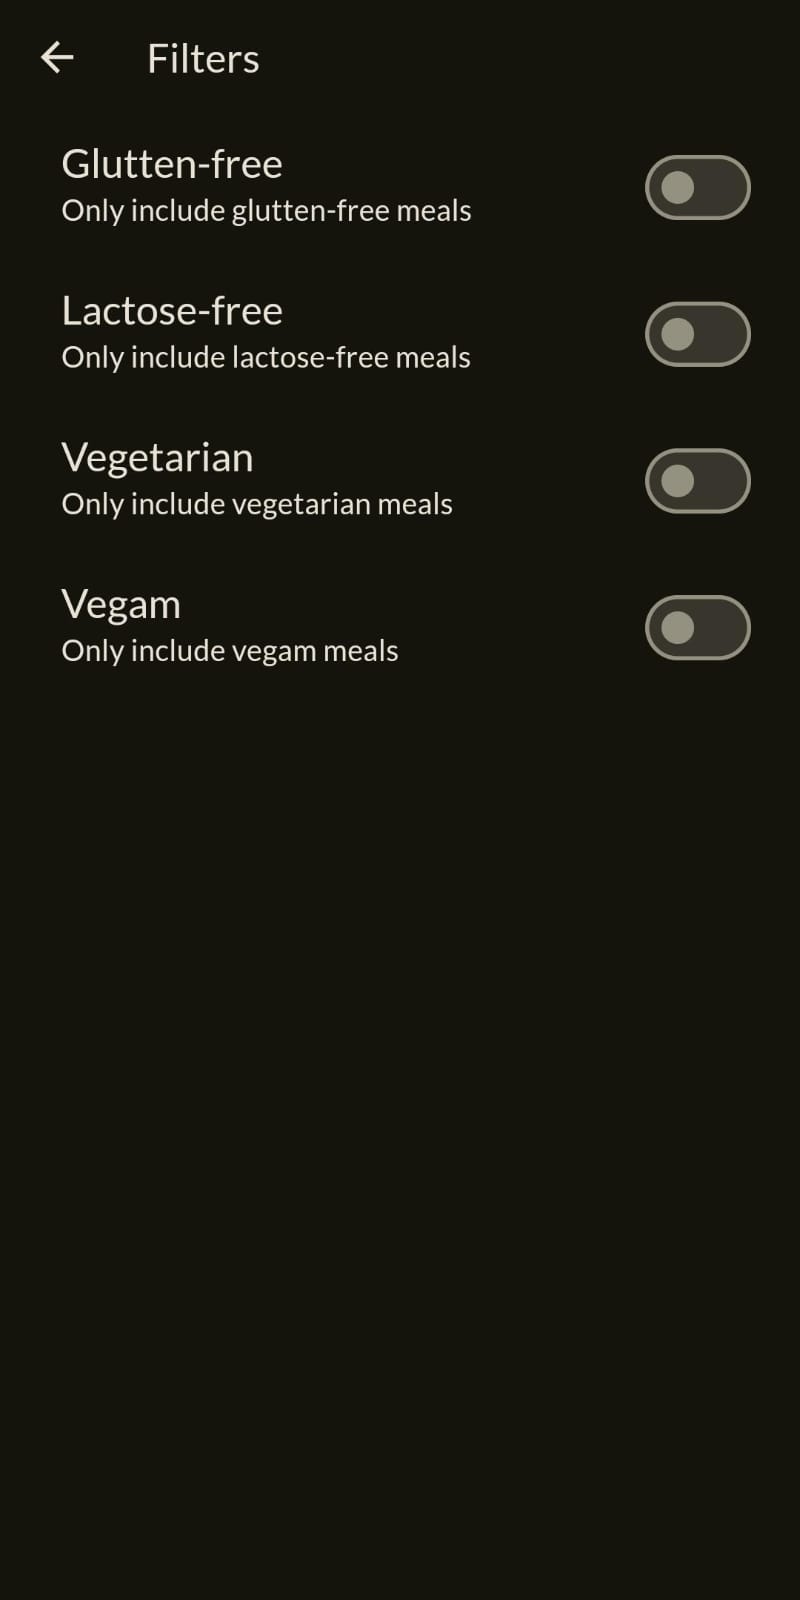 Filters
Glutten-free
Only include glutten-free meals
Lactose-free
Only include lactose-free meals
Vegetarian
Only include vegetarian meals
Vegam
Only include vegam meals